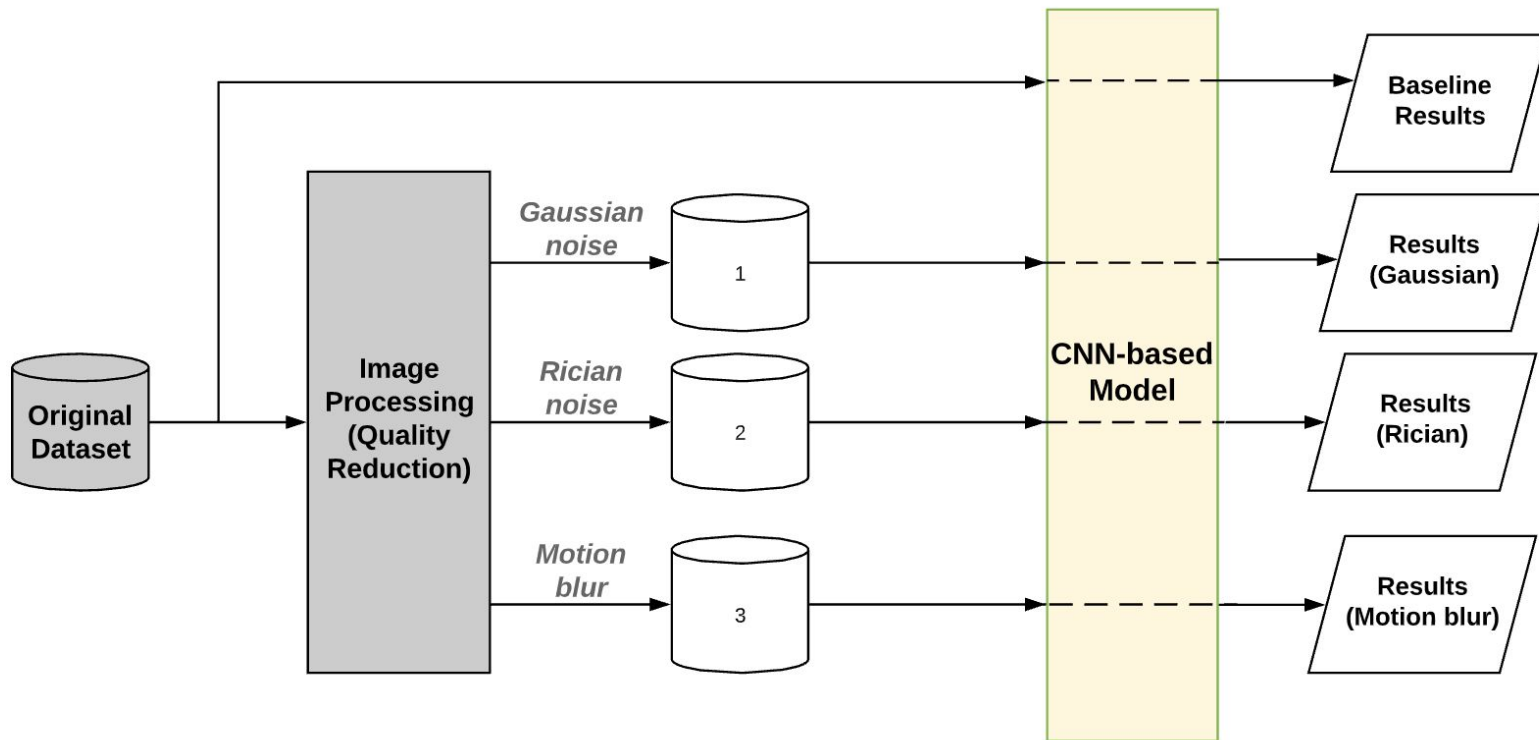 Baseline
Results
Gaussian
noise
1
Results
(Gaussian)
Original
Dataset
Image
Processing
(Quality
Reduction)
Rician
noise
2
CNN-based
Model
Results
(Rician)
Motion
blur
3
Results
(Motion blur)